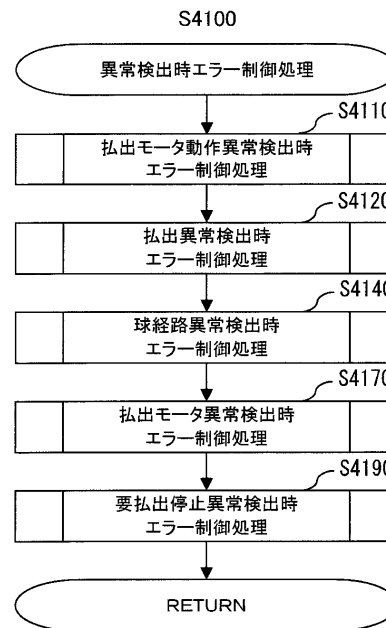 S4100
異常検出時エラー制御処理
S4110
払出モータ動作異常検出時
エラー制御処理
S4120
払出異常検出時
エラー制御処理
S4140
球経路異常検出時
エラー制御処理
S4170
払出モータ異常検出時
エラー制御処理
S4190
要払出停止異常検出時
エラー制御処理
RETURN